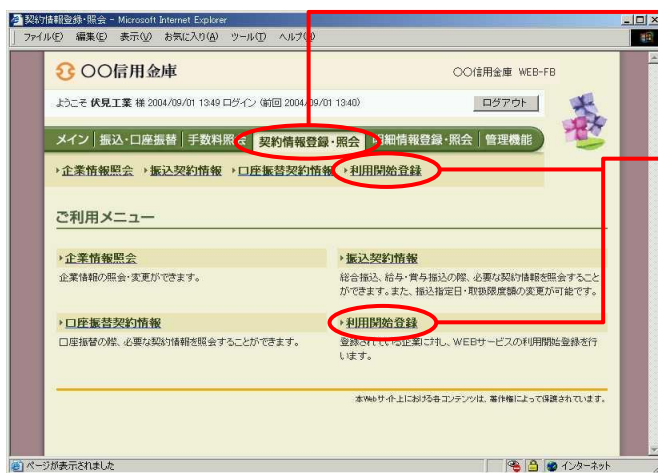 契約情報登録・照会 - Microsoft Internet Explorer
ファイル(F) 編集(E) 表示(V) お気に入り(A) ツール(T) ヘルプ(H)
〇〇信用金庫
〇〇信用金庫 WEB-FB
ようこそ 伏見工業 様 2004/09/01 13:49 ログイン (前回 2004/09/01 13:40)
ログアウト
メイン 振込・口座振替 手数料照会 契約情報登録・照会 明細情報登録・照会 管理機能
企業情報照会 振込契約情報 口座振替契約情報 利用開始登録
ご利用メニュー
企業情報照会
企業情報の照会・変更ができます。
振込契約情報
総合振込、給与・賞与振込の際、必要な契約情報を照会すること
ができます。また、振込指定日・取扱限度額の変更が可能です。
口座振替契約情報
口座振替の際、必要な契約情報を照会することができます。
利用開始登録
登録されている企業に対し、WEBサービスの利用開始登録を行
います。
本Webサイト上における各コンテンツは、著作権によって保護されています。
ページが表示されました
インターネット